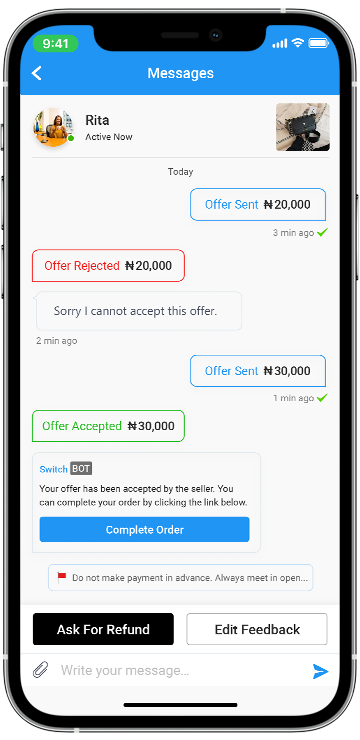 9:41
Messages
Rita
Active Now
Today
Offer Sent ₦20,000
3 min ago
Offer Rejected ₦20,000
Sorry I cannot accept this offer.
2 min ago
Offer Sent ₦30,000
1 min ago
Offer Accepted ₦30,000
Switch BOT
Your offer has been accepted by the seller. You
can complete your order by clicking the link below.
Complete Order
Do not make payment in advance. Always meet in open...
Ask For Refund
Edit Feedback
Write your message...